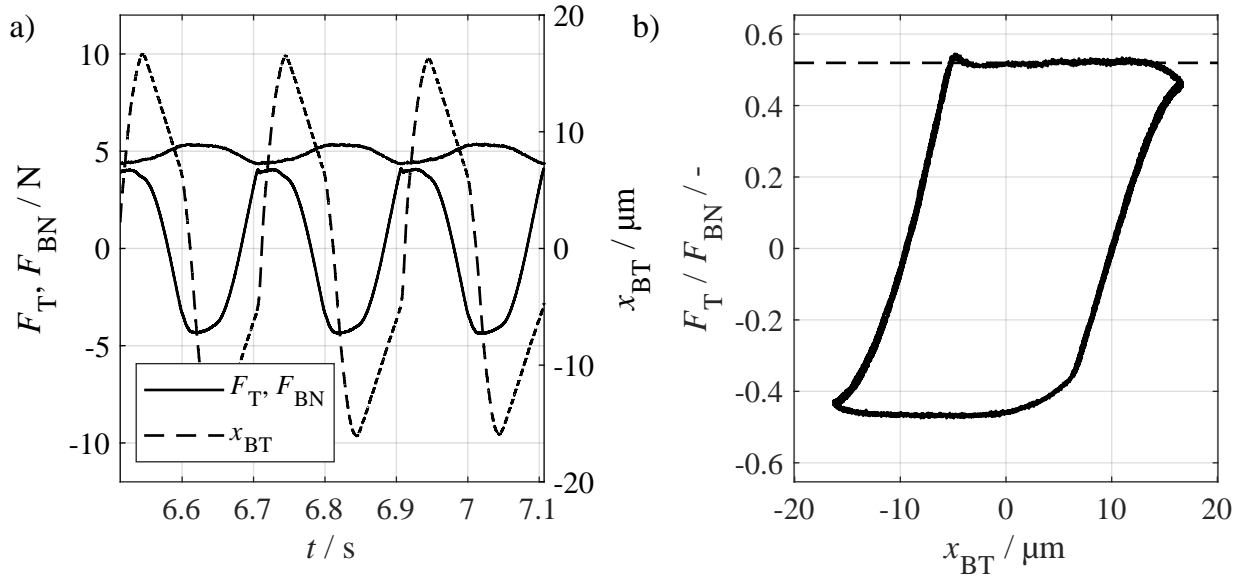 a)
F_T, F_BN / N
10
5
0
-5
-10
20
10
0
-10
-20
x_BT / μm
F_T, F_BN
x_BT
6.6 6.7 6.8 6.9 7 7.1
t / s
b)
F_T / F_BN / -
0.6
0.4
0.2
0
-0.2
-0.4
-0.6
-20 -10 0 10 20
x_BT / μm